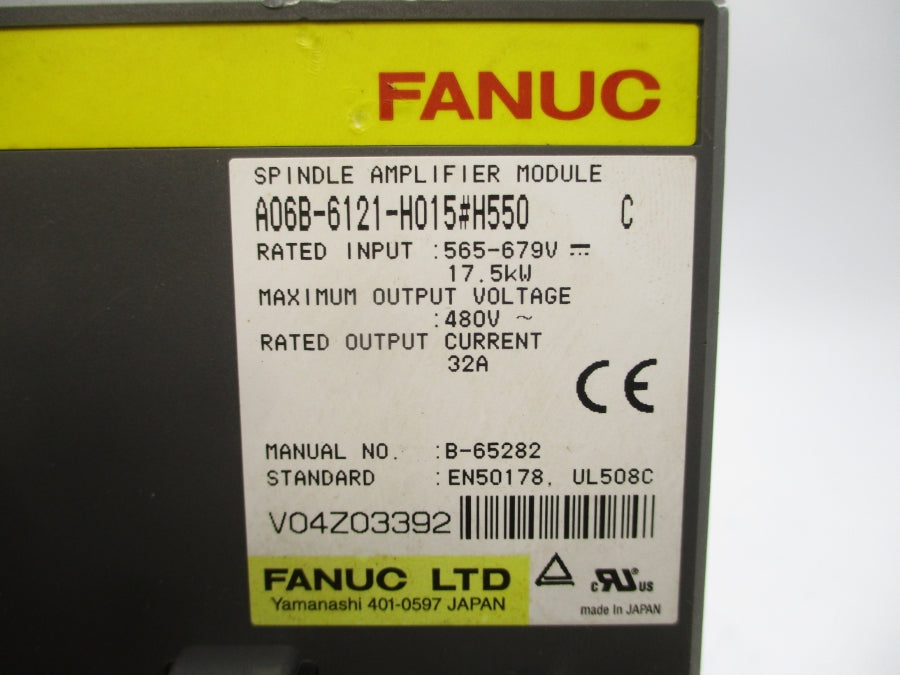 FANUC
SPINDLE AMPLIFIER MODULE
A06B-6121-H015#H550 C
RATED INPUT :565-679V ⎓
17.5kW
MAXIMUM OUTPUT VOLTAGE
:480V ~
RATED OUTPUT CURRENT
32A
CE
MANUAL NO. :B-65282
STANDARD :EN50178, UL508C
V04Z03392
FANUC LTD
Yamanashi 401-0597 JAPAN
c RU® US
made in JAPAN